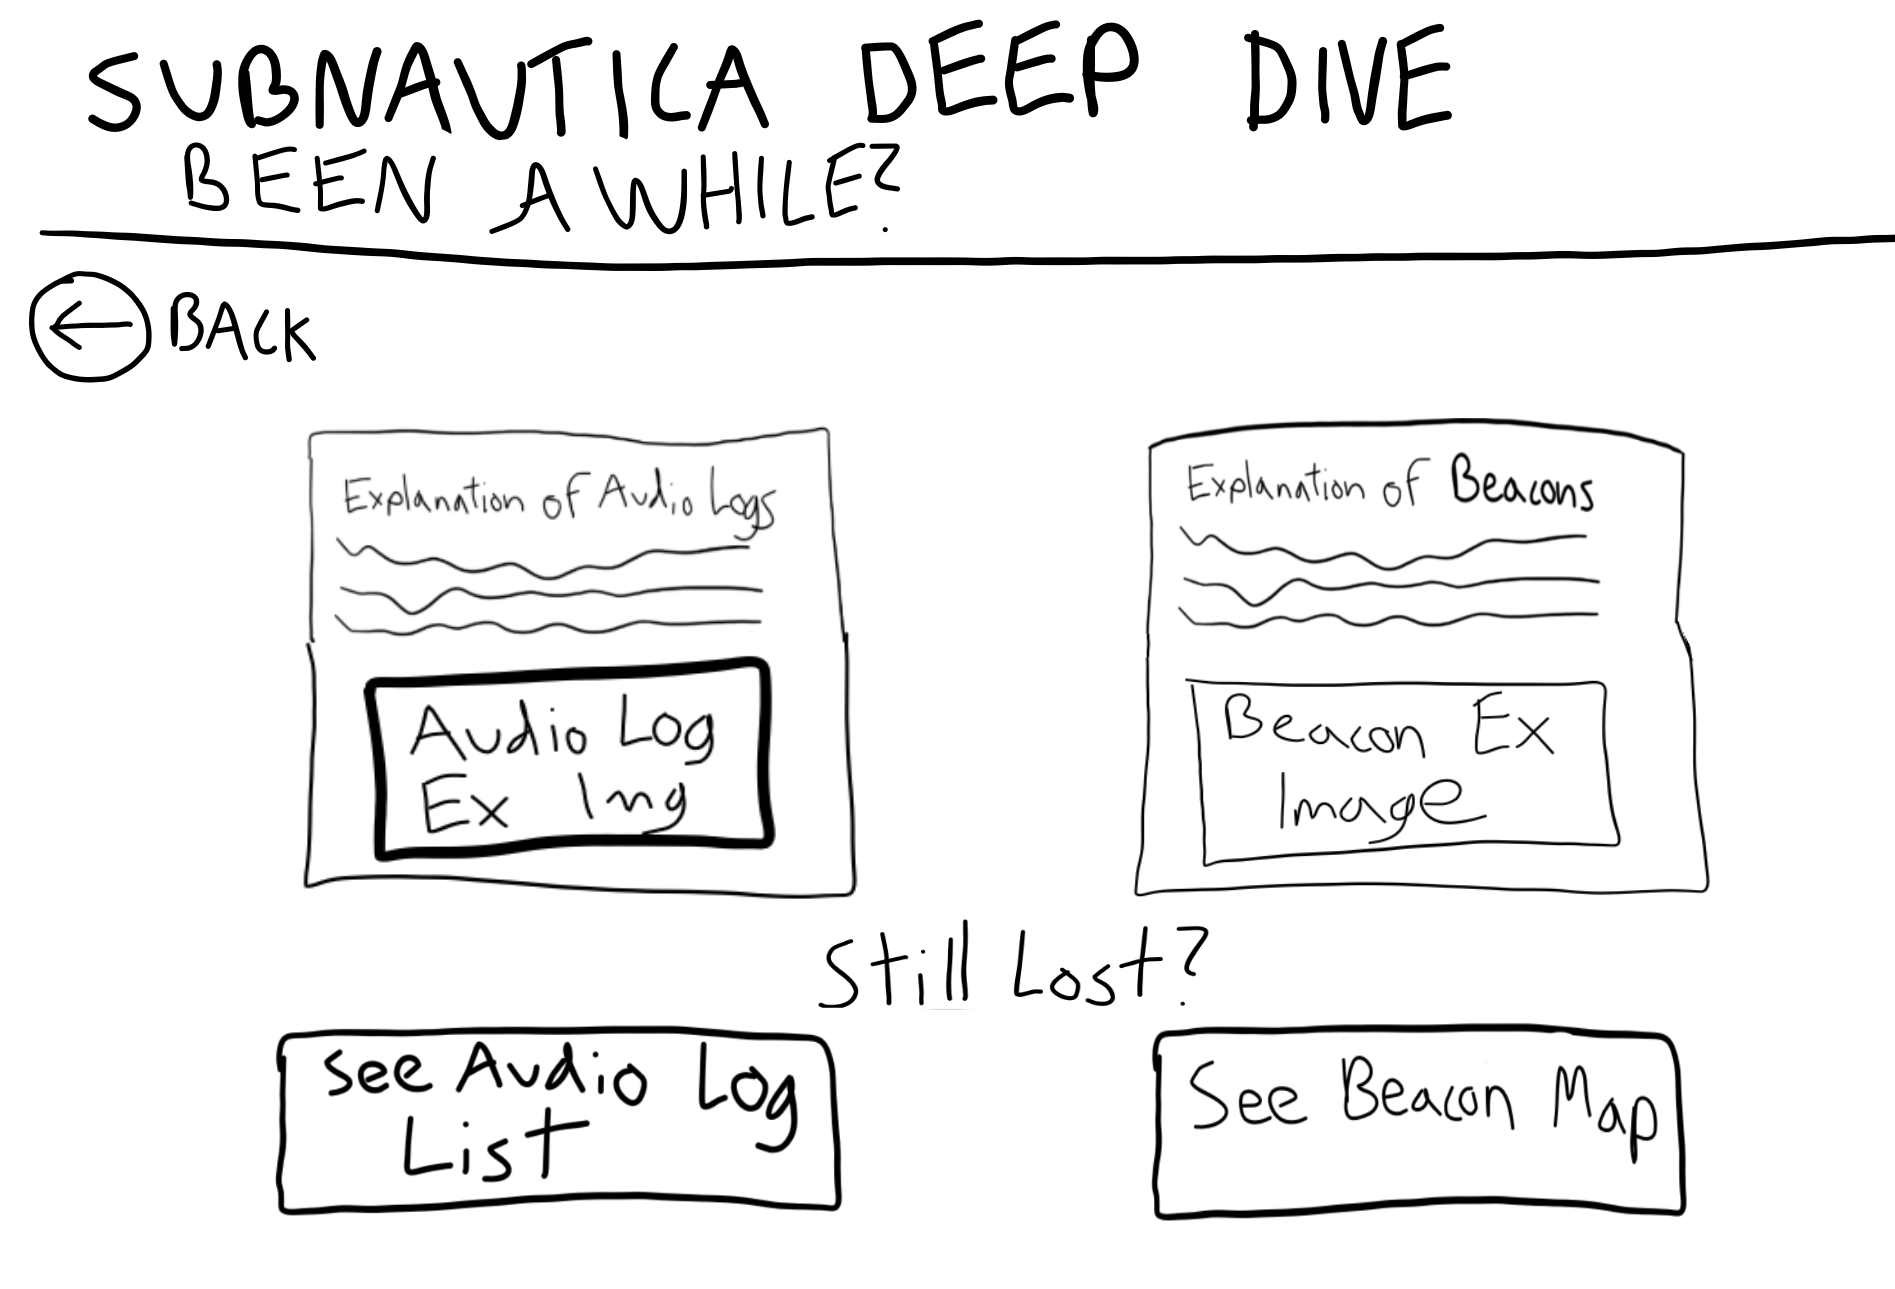 SUBNAUTICA DEEP DIVE
BEEN A WHILE?
BACK
Explanation of Audio Logs
Audio Log
Ex Img
Explanation of Beacons
Beacon Ex
Image
Still Lost?
See Audio Log
List
See Beacon Map